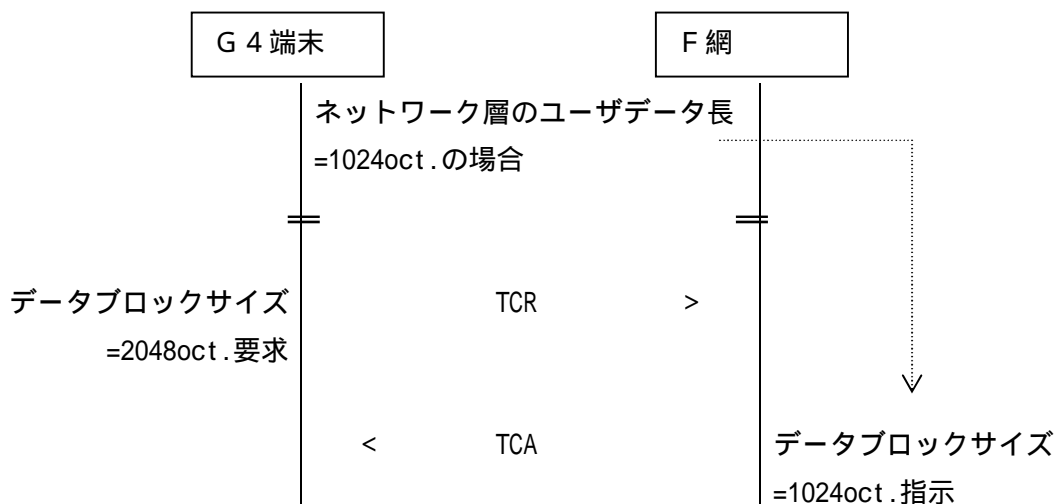 G4端末
F網
ネットワーク層のユーザデータ長
=1024oct.の場合
データブロックサイズ
=2048oct.要求
TCR >
< TCA
データブロックサイズ
=1024oct.指示